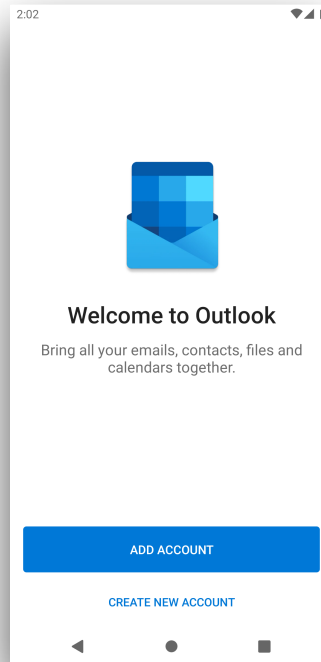 2:02
Welcome to Outlook
Bring all your emails, contacts, files and
calendars together.
ADD ACCOUNT
CREATE NEW ACCOUNT